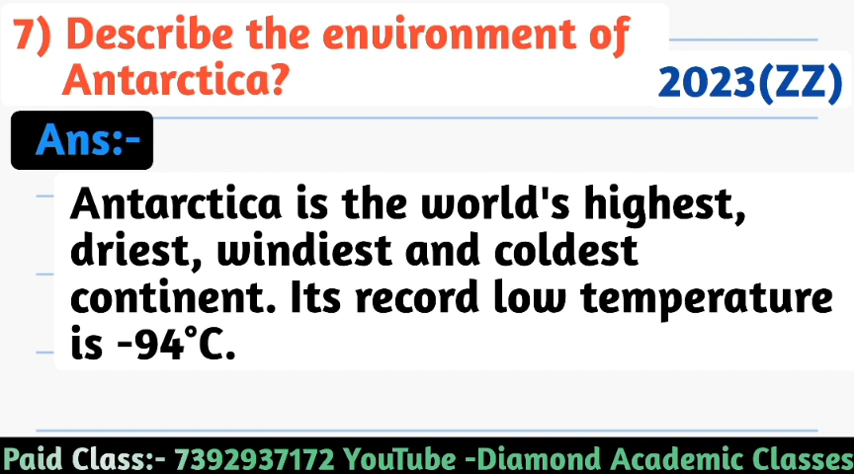 7) Describe the environment of
Antarctica?
2023(ZZ)
Ans:-
Antarctica is the world's highest,
driest, windiest and coldest
continent. Its record low temperature
is -94°C.
Paid Class:- 7392937172 YouTube -Diamond Academic Classes